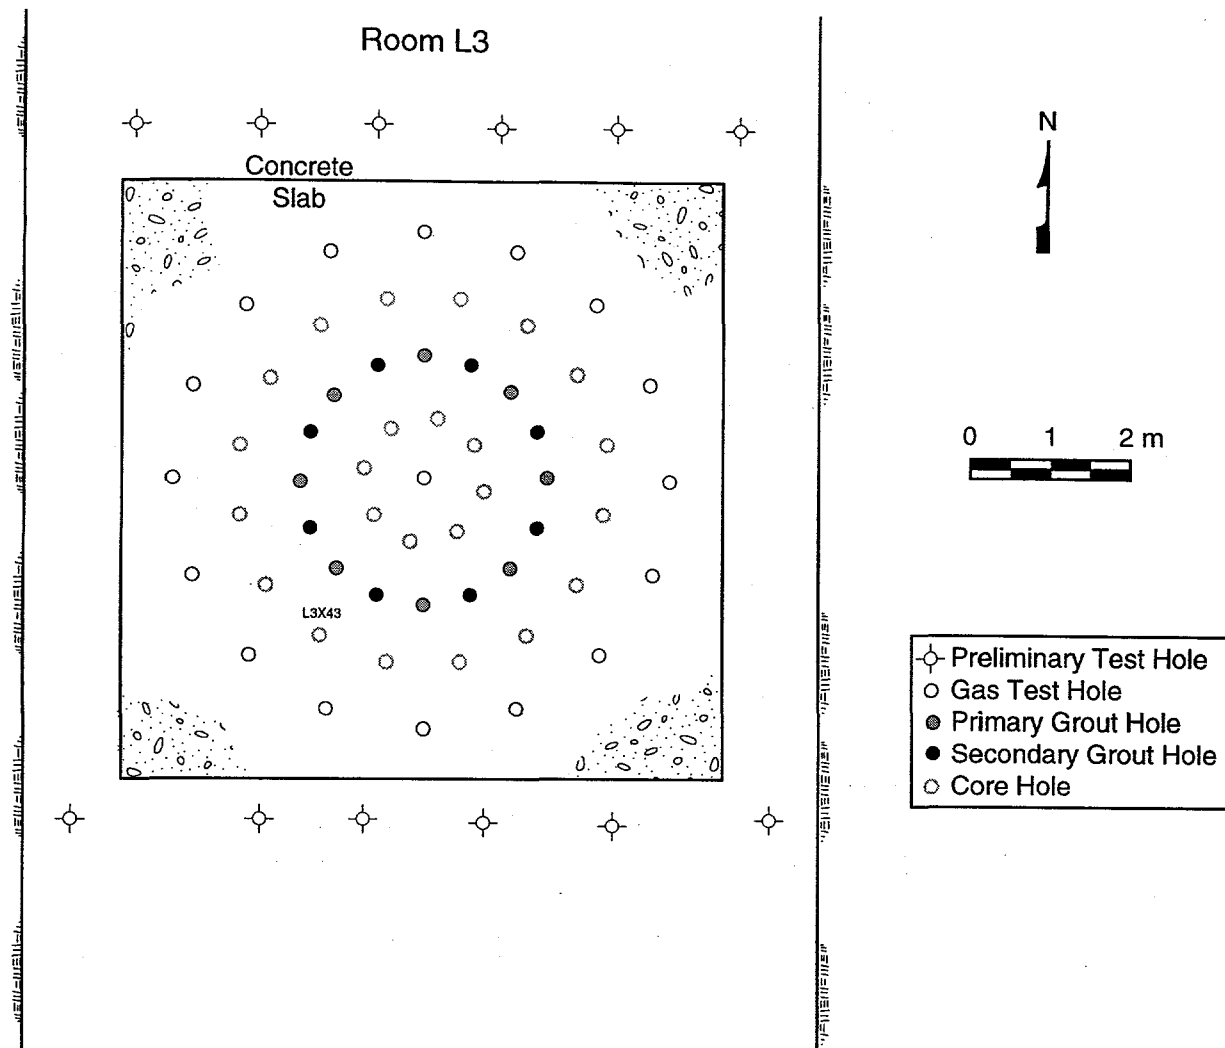 Room L3
Concrete
Slab
N
0 1 2 m
L3X43
Preliminary Test Hole
Gas Test Hole
Primary Grout Hole
Secondary Grout Hole
Core Hole